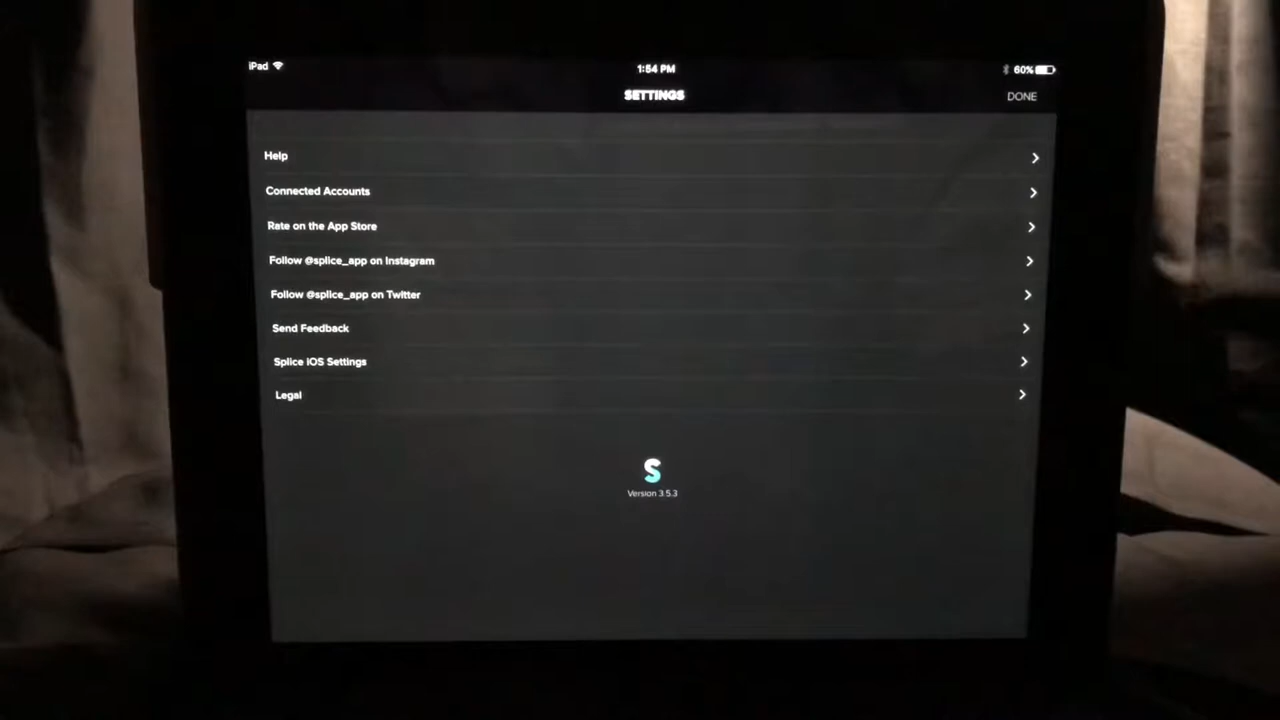 iPad 1:54 PM 60%
SETTINGS DONE
Help
Connected Accounts
Rate on the App Store
Follow @splice_app on Instagram
Follow @splice_app on Twitter
Send Feedback
Splice iOS Settings
Legal
S
Version 3.5.3